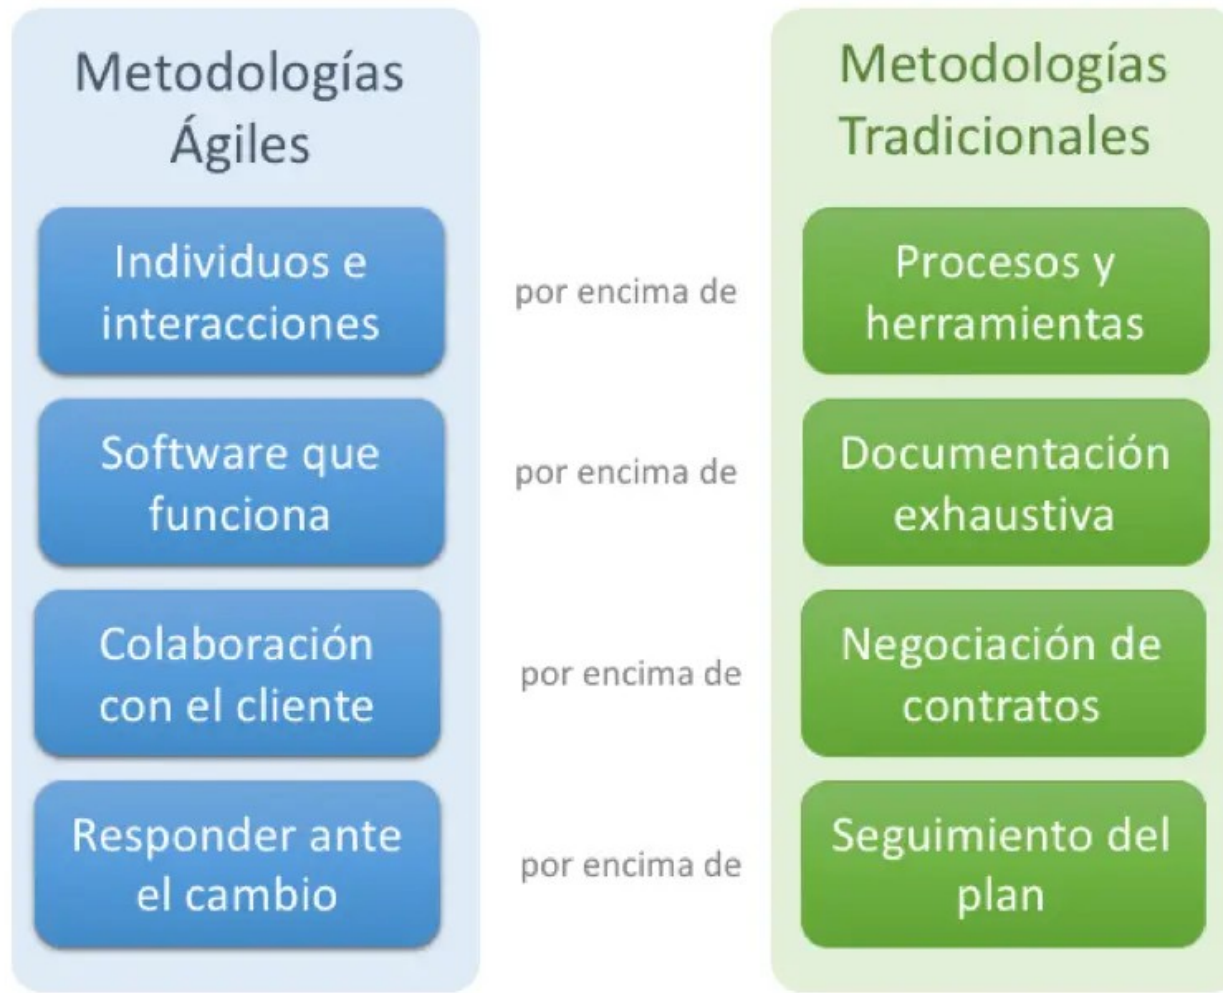 Metodologías
Ágiles
Metodologías
Tradicionales
Individuos e
interacciones
por encima de
Procesos y
herramientas
Software que
funciona
por encima de
Documentación
exhaustiva
Colaboración
con el cliente
por encima de
Negociación de
contratos
Responder ante
el cambio
por encima de
Seguimiento del
plan